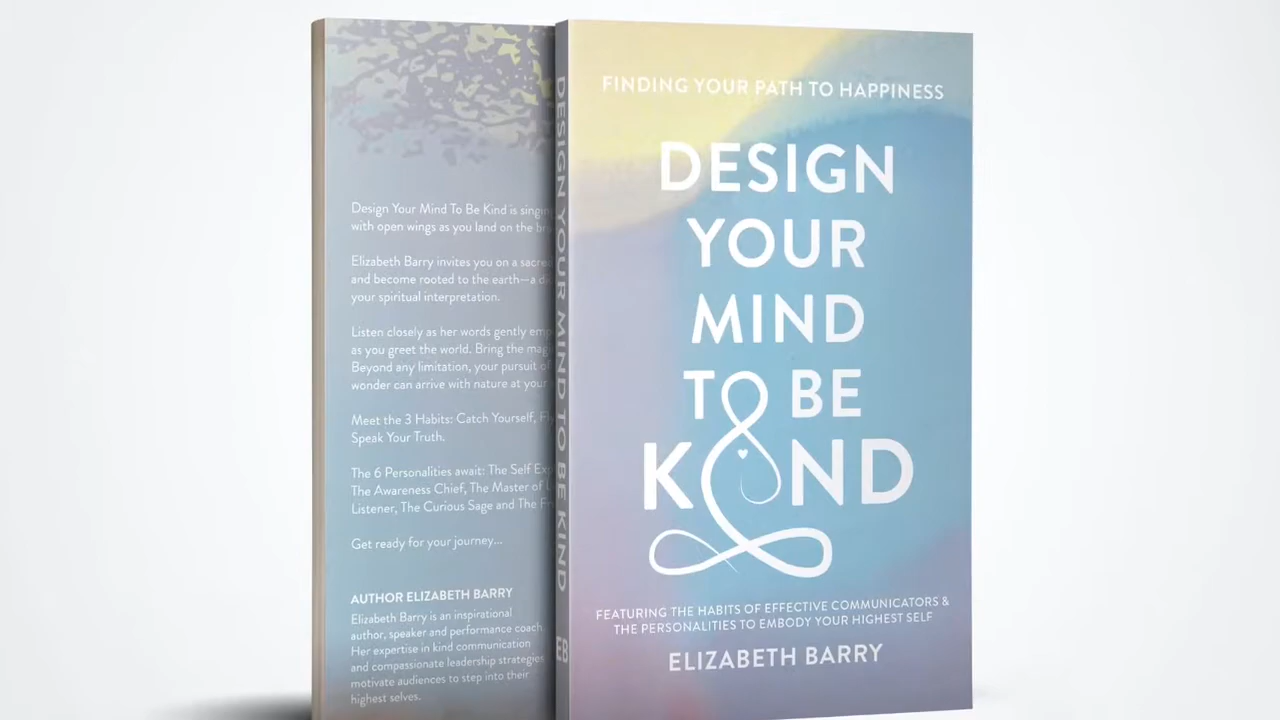 Design Your Mind To Be Kind is
with open wings as you land on the
Elizabeth Barry invites you on a
and become rooted to the earth—a
your spiritual interpretation.
Listen closely as her words gently
as you greet the world. Bring the
Beyond any limitation, your pursuit of
wonder can arrive with nature at your
Meet the 3 Habits: Catch Yourself,
Speak Your Truth.
The 6 Personalities await: The Self
The Awareness Chief, The Master of
Listener, The Curious Sage and The
Get ready for your journey...
AUTHOR ELIZABETH BARRY
Elizabeth Barry is an inspirational
author, speaker and performance coach.
Her expertise in kind communication
and compassionate leadership strategies
motivate audiences to step into their
highest selves.
DESIGN YOUR MIND TO BE KIND
EB
FINDING YOUR PATH TO HAPPINESS
DESIGN
YOUR
MIND
TO BE
KIND
FEATURING THE HABITS OF EFFECTIVE COMMUNICATORS &
THE PERSONALITIES TO EMBODY YOUR HIGHEST SELF
ELIZABETH BARRY